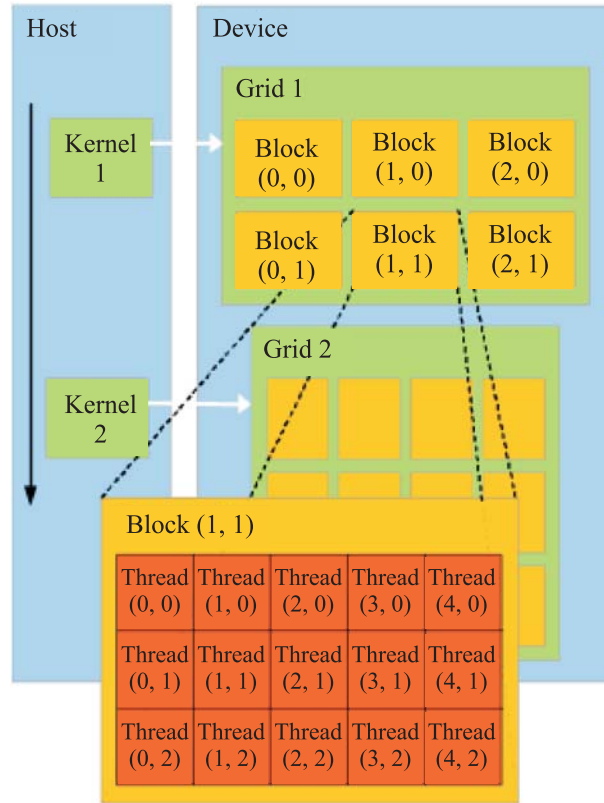 Host
Device
Grid 1
Kernel
1
Block
(0, 0)
Block
(1, 0)
Block
(2, 0)
Block
(0, 1)
Block
(1, 1)
Block
(2, 1)
Grid 2
Kernel
2
Block (1, 1)
Thread
(0, 0)
Thread
(1, 0)
Thread
(2, 0)
Thread
(3, 0)
Thread
(4, 0)
Thread
(0, 1)
Thread
(1, 1)
Thread
(2, 1)
Thread
(3, 1)
Thread
(4, 1)
Thread
(0, 2)
Thread
(1, 2)
Thread
(2, 2)
Thread
(3, 2)
Thread
(4, 2)